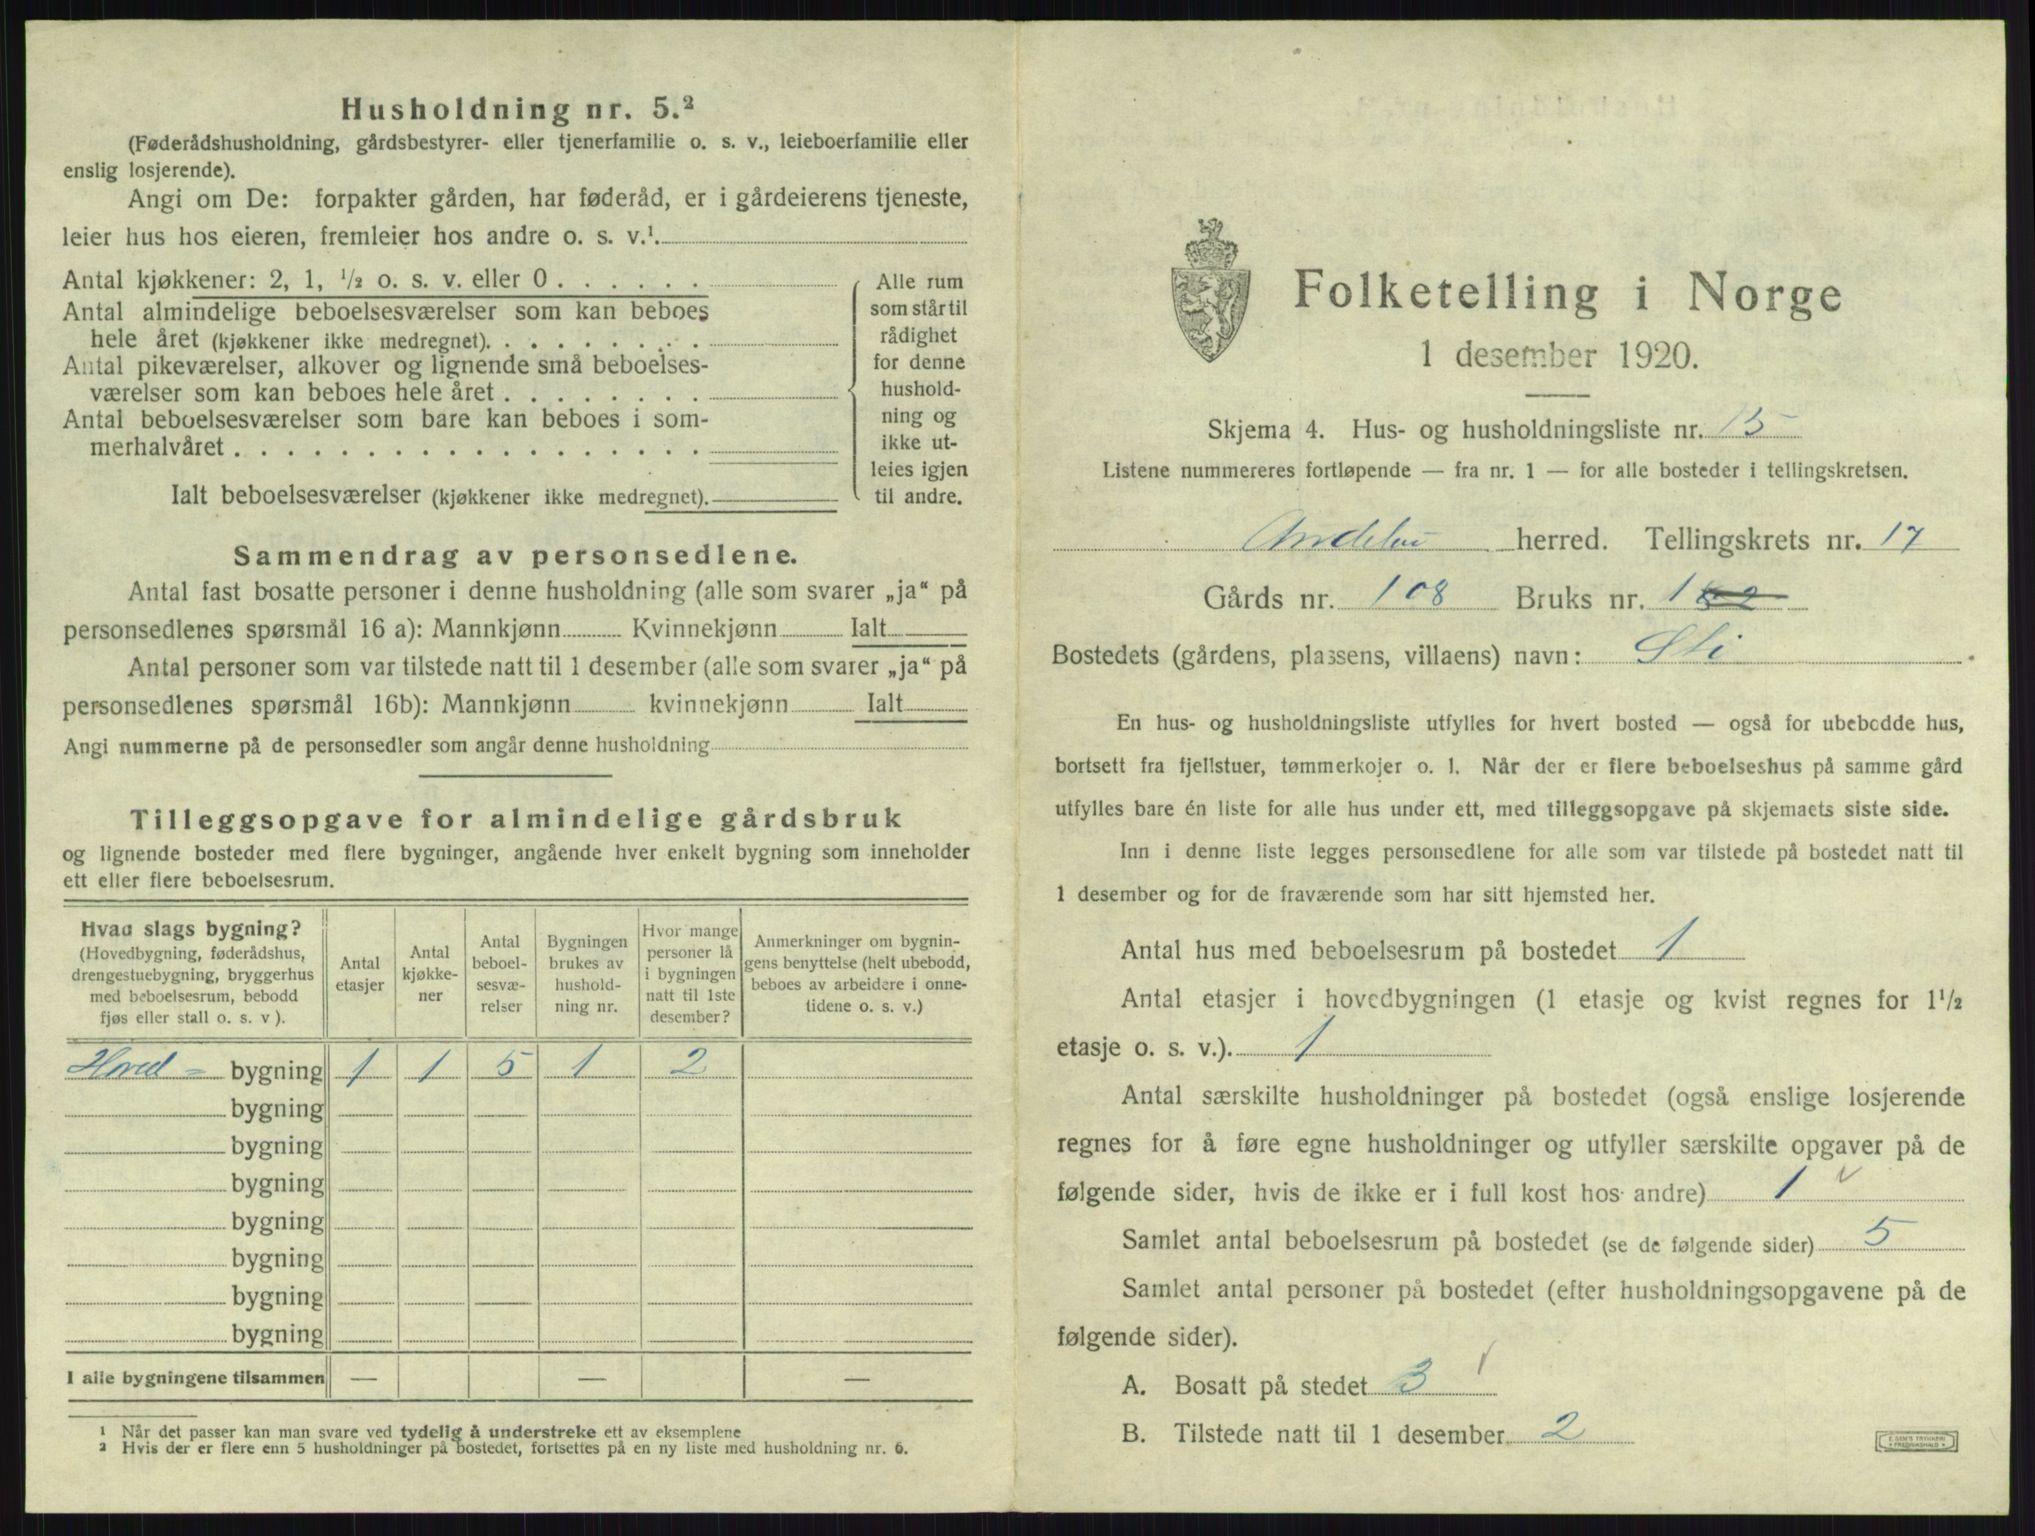 Husholdning nr. 5.²
(Føderådshusholdning, gårdsbestyrer- eller tjenerfamilie o. s. v., leieboerfamilie eller
enslig losjerende).
Angi om De: forpakter gården, har føderåd, er i gårdeierens tjeneste,
leier hus hos eieren, fremleier hos andre o. s. v.¹.
Antal kjøkkener: 2, 1, ½ o. s. v. eller 0 . . . . . .
Antal almindelige beboelsesværelser som kan beboes
hele året (kjøkkener ikke medregnet). . . . . . . . .
Antal pikeværelser, alkover og lignende små beboelses-
værelser som kan beboes hele året . . . . . . . .
Antal beboelsesværelser som bare kan beboes i som-
merhalvåret . . . . . . . . . . . . . . . . . .
Ialt beboelsesværelser (kjøkkener ikke medregnet).
Alle rum
som står til
rådighet
for denne
hushold-
ning og
ikke ut-
leies igjen
til andre.
Sammendrag av personsedlene.
Antal fast bosatte personer i denne husholdning (alle som svarer „ja“ på
personsedlenes spørsmål 16 a): Mannkjønn Kvinnekjønn Ialt
Antal personer som var tilstede natt til 1 desember (alle som svarer „ja“ på
personsedlenes spørsmål 16b): Mannkjønn kvinnekjønn Ialt
Angi nummerne på de personsedler som angår denne husholdning
Tilleggsopgave for almindelige gårdsbruk
og lignende bosteder med flere bygninger, angående hver enkelt bygning som inneholder
ett eller flere beboelsesrum.
Hvad slags bygning?
(Hovedbygning, føderådshus,
drengestuebygning, bryggerhus
med beboelsesrum, bebodd
fjøs eller stall o. s. v ).
Antal
etasjer
Antal
kjøkke-
ner
Antal
beboel-
sesvæ-
relser
Bygningen
brukes av
hushold-
ning nr.
Hvor mange
personer lå
i bygningen
natt til 1ste
desember?
Anmerkninger om bygnin-
gens benyttelse (helt ubebodd,
beboes av arbeidere i onne-
tidene o. s. v.)
Hoved- bygning 1 1 5 1 2
bygning
bygning
bygning
bygning
bygning
bygning
bygning
I alle bygningene tilsammen — — —
¹ Når det passer kan man svare ved tydelig å understreke ett av eksemplene
² Hvis der er flere enn 5 husholdninger på bostedet, fortsettes på en ny liste med husholdning nr. 6.
Folketelling i Norge
1 desember 1920.
Skjema 4. Hus- og husholdningsliste nr. 15
Listene nummereres fortløpende — fra nr. 1 — for alle bosteder i tellingskretsen.
Andebu herred. Tellingskrets nr. 17
Gårds nr. 108 Bruks nr. 1
Bostedets (gårdens, plassens, villaens) navn: Sti
En hus- og husholdningsliste utfylles for hvert bosted — også for ubebodde hus,
bortsett fra fjellstuer, tømmerkojer o. l. Når der er flere beboelseshus på samme gård
utfylles bare én liste for alle hus under ett, med tilleggsopgave på skjemaets siste side.
Inn i denne liste legges personsedlene for alle som var tilstede på bostedet natt til
1 desember og for de fraværende som har sitt hjemsted her.
Antal hus med beboelsesrum på bostedet 1
Antal etasjer i hovedbygningen (1 etasje og kvist regnes for 1½
etasje o. s. v.). 1
Antal særskilte husholdninger på bostedet (også enslige losjerende
regnes for å føre egne husholdninger og utfyller særskilte opgaver på de
følgende sider, hvis de ikke er i full kost hos andre) 1 ✓
Samlet antal beboelsesrum på bostedet (se de følgende sider) 5
Samlet antal personer på bostedet (efter husholdningsopgavene på de
følgende sider).
A. Bosatt på stedet 3 ✓
B. Tilstede natt til 1 desember 2
E. SEM'S TRYKKERI
FREDRIKSHALD